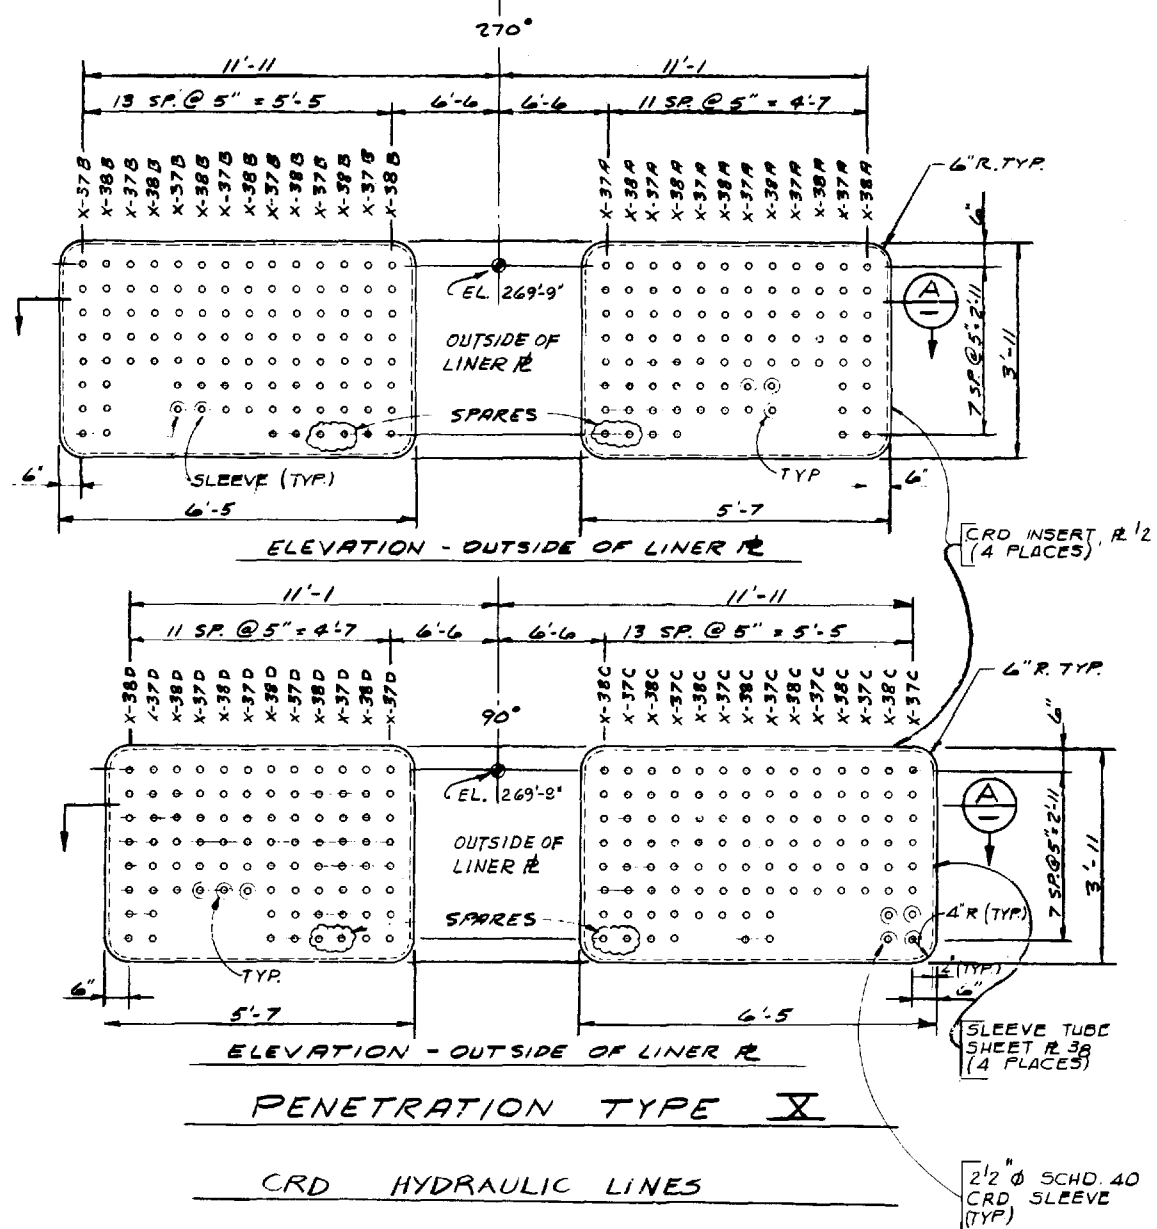 270°
11'-11
11'-1
13 SP. @ 5" = 5'-5
6'-6
6'-6
11 SP. @ 5" = 4'-7
X-37B
X-38B
X-37B
X-38B
X-37B
X-38B
X-37B
X-38B
X-37B
X-38B
X-37B
X-38B
X-37B
X-38B
X-37A
X-38A
X-37A
X-38A
X-37A
X-38A
X-37A
X-38A
X-37A
X-38A
X-37A
X-38A
6" R. TYP.
6"
EL. 269'-9"
A
OUTSIDE OF
LINER ⅊
7 SP. @ 5" = 2'-11
3'-11
SPARES
6"
SLEEVE (TYP.)
TYP
6"
6'-5
5'-7
ELEVATION - OUTSIDE OF LINER ⅊
CRD INSERT, ⅊ 1/2
(4 PLACES)
11'-1
11'-11
11 SP. @ 5" = 4'-7
6'-6
6'-6
13 SP. @ 5" = 5'-5
X-38D
X-37D
X-38D
X-37D
X-38D
X-37D
X-38D
X-37D
X-38D
X-37D
X-38D
X-37D
X-38C
X-37C
X-38C
X-37C
X-38C
X-37C
X-38C
X-37C
X-38C
X-37C
X-38C
X-37C
X-38C
X-37C
6" R. TYP.
90°
6"
EL. 269'-8"
A
OUTSIDE OF
LINER ⅊
7 SP. @ 5" = 2'-11
3'-11
SPARES
4" R (TYP.)
TYP.
(TYP.)
6"
6"
5'-7
6'-5
SLEEVE TUBE
SHEET ⅊ 3/8
(4 PLACES)
ELEVATION - OUTSIDE OF LINER ⅊
PENETRATION TYPE X
CRD HYDRAULIC LINES
2 1/2" Ø SCHD. 40
CRD SLEEVE
(TYP)